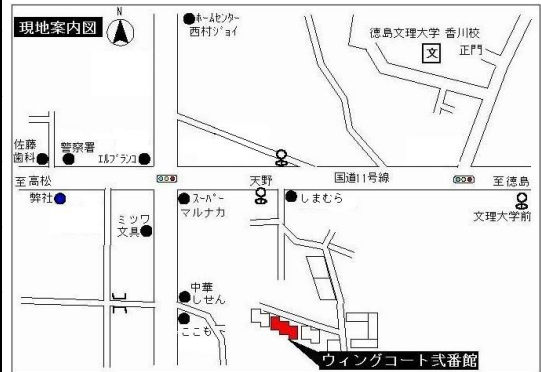 現地案内図
N
ホームセンター
西村ジョイ
徳島文理大学 香川校
文
正門
佐藤
歯科
警察署
エルブランコ
至高松
国道11号線
至徳島
弊社
ミツワ
文具
スーパー
マルナカ
天野
しまむら
文理大学前
中華
しせん
ここも
ウィングコート弐番館